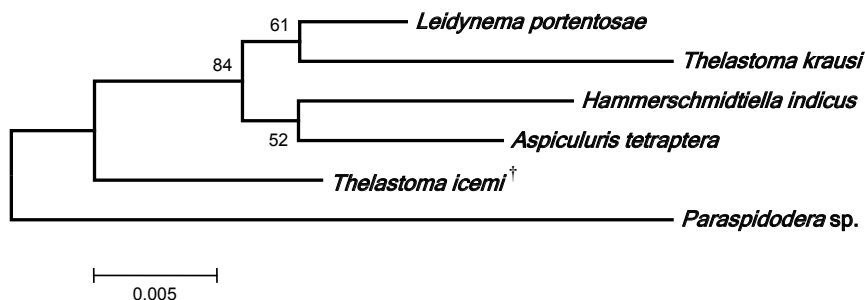 61
Leidynema portentosae
84
Thelastoma krausi
Hammerschmidtiella indicus
52
Aspiculuris tetraptera
Thelastoma icemi †
Paraspidodera sp.
0.005